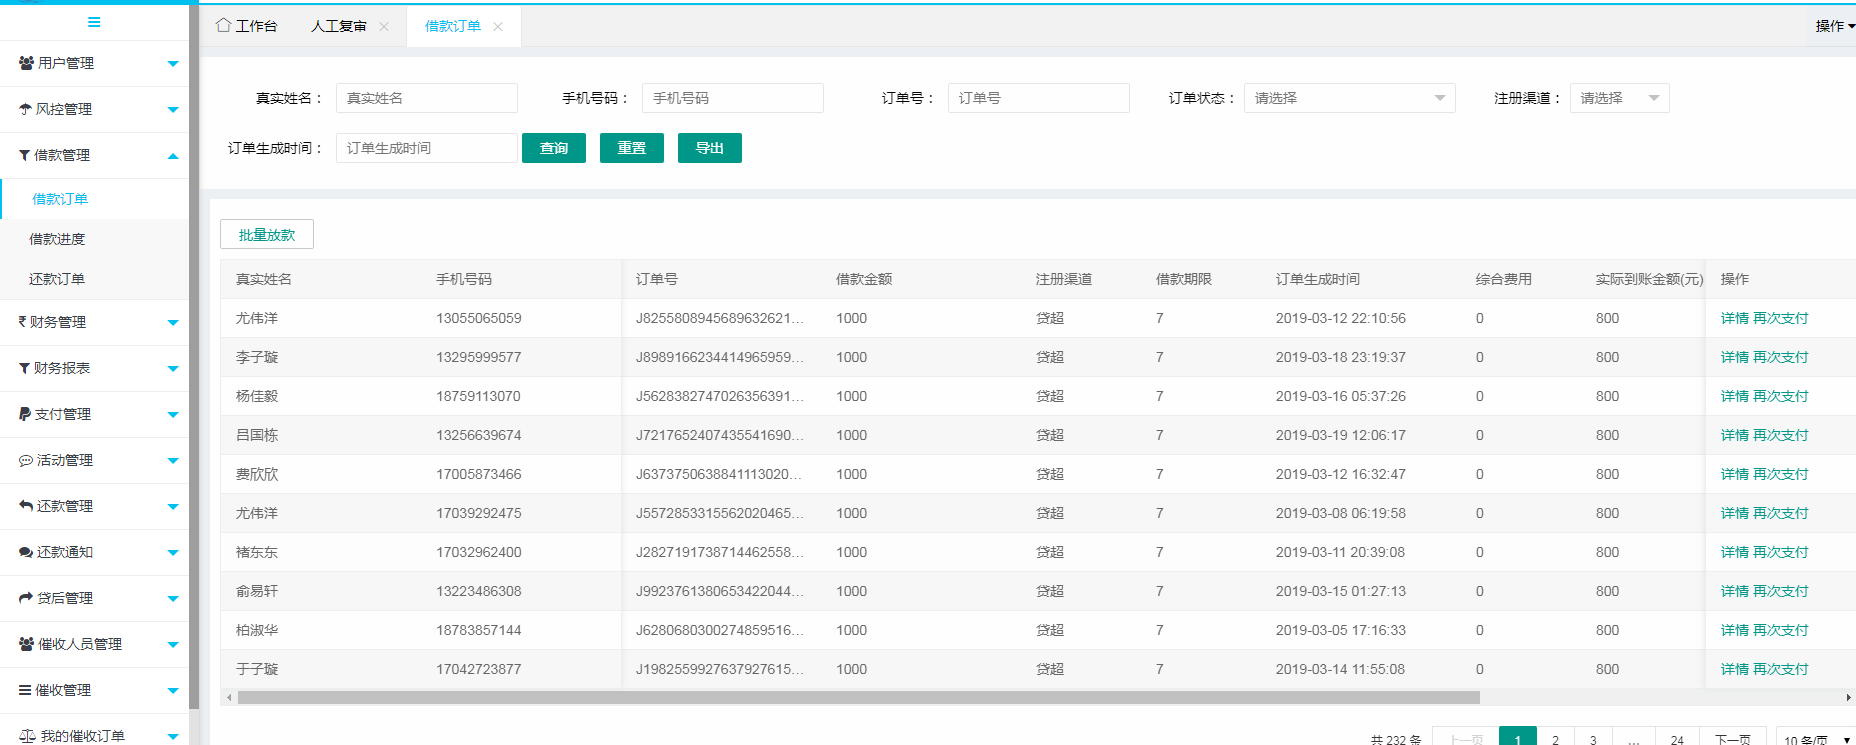 工作台 人工复审 借款订单 操作
用户管理
风控管理
借款管理
借款订单
借款进度
还款订单
财务管理
财务报表
支付管理
活动管理
还款管理
还款通知
贷后管理
催收人员管理
催收管理
我的催收订单
真实姓名： 真实姓名 手机号码： 手机号码 订单号： 订单号 订单状态： 请选择 注册渠道： 请选择
订单生成时间： 订单生成时间 查询 重置 导出
批量放款
真实姓名 手机号码 订单号 借款金额 注册渠道 借款期限 订单生成时间 综合费用 实际到账金额(元) 操作
尤伟洋 13055065059 J8255808945689632621... 1000 贷超 7 2019-03-12 22:10:56 0 800 详情 再次支付
李子璇 13295999577 J8989166234414965959... 1000 贷超 7 2019-03-18 23:19:37 0 800 详情 再次支付
杨佳毅 18759113070 J5628382747026356391... 1000 贷超 7 2019-03-16 05:37:26 0 800 详情 再次支付
吕国栋 13256639674 J7217652407435541690... 1000 贷超 7 2019-03-19 12:06:17 0 800 详情 再次支付
费欣欣 17005873466 J6373750638841113020... 1000 贷超 7 2019-03-12 16:32:47 0 800 详情 再次支付
尤伟洋 17039292475 J5572853315562020465... 1000 贷超 7 2019-03-08 06:19:58 0 800 详情 再次支付
褚东东 17032962400 J2827191738714462558... 1000 贷超 7 2019-03-11 20:39:08 0 800 详情 再次支付
俞易轩 13223486308 J9923761380653422044... 1000 贷超 7 2019-03-15 01:27:13 0 800 详情 再次支付
柏淑华 18783857144 J6280680300274859516... 1000 贷超 7 2019-03-05 17:16:33 0 800 详情 再次支付
于子璇 17042723877 J1982559927637927615... 1000 贷超 7 2019-03-14 11:55:08 0 800 详情 再次支付
共 232 条 上一页 1 2 3 ... 24 下一页 10 条/页